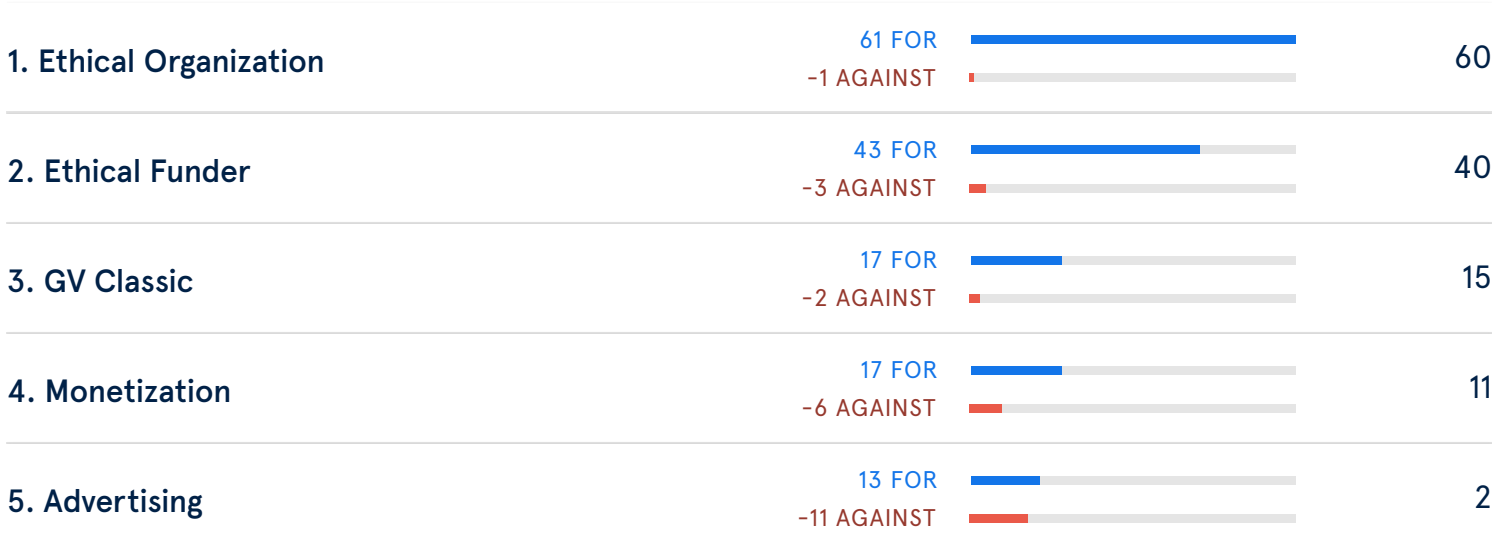 1. Ethical Organization
61 FOR
-1 AGAINST
60
2. Ethical Funder
43 FOR
-3 AGAINST
40
3. GV Classic
17 FOR
-2 AGAINST
15
4. Monetization
17 FOR
-6 AGAINST
11
5. Advertising
13 FOR
-11 AGAINST
2